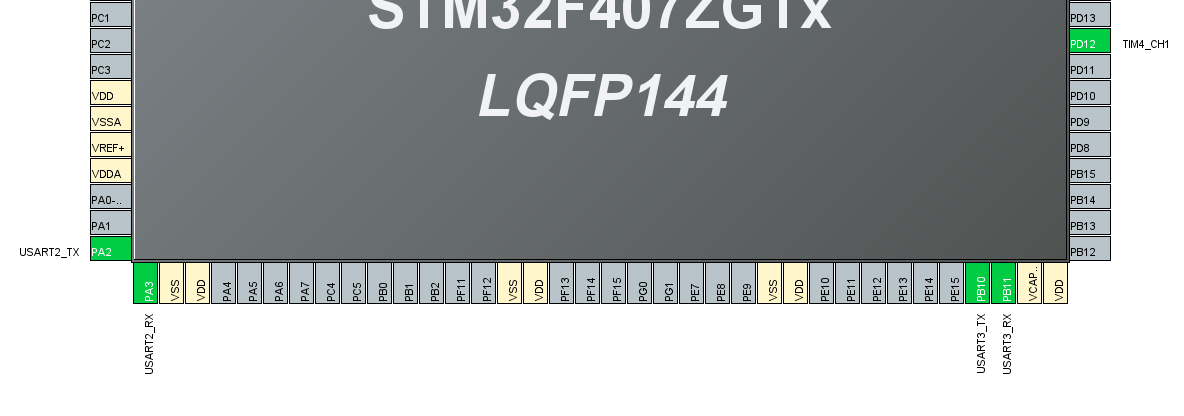 STM32F407ZGTx
LQFP144
PC1
PC2
PC3
VDD
VSSA
VREF+
VDDA
PA0-..
PA1
USART2_TX PA2
PD13
PD12 TIM4_CH1
PD11
PD10
PD9
PD8
PB15
PB14
PB13
PB12
PA3
VSS
VDD
PA4
PA5
PA6
PA7
PC4
PC5
PB0
PB1
PB2
PF11
PF12
VSS
VDD
PF13
PF14
PF15
PG0
PG1
PE7
PE8
PE9
VSS
VDD
PE10
PE11
PE12
PE13
PE14
PE15
PB10
PB11
VCAP..
VDD
USART2_RX
USART3_TX
USART3_RX